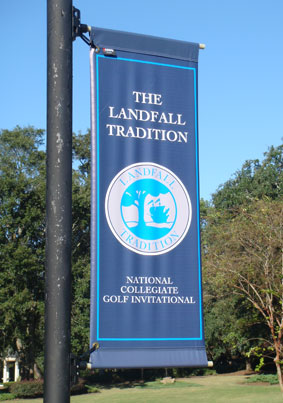 THE
LANDFALL
TRADITION
LANDFALL
TRADITION
NATIONAL
COLLEGIATE
GOLF INVITATIONAL